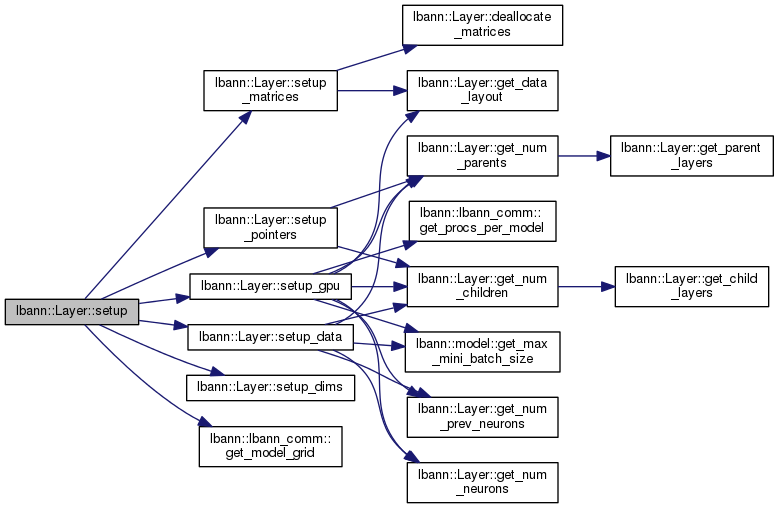 lbann::Layer::setup
lbann::Layer::setup
_matrices
lbann::Layer::setup
_pointers
lbann::Layer::setup_gpu
lbann::Layer::setup_data
lbann::Layer::setup_dims
lbann::lbann_comm::
get_model_grid
lbann::Layer::deallocate
_matrices
lbann::Layer::get_data
_layout
lbann::Layer::get_num
_parents
lbann::lbann_comm::
get_procs_per_model
lbann::Layer::get_num
_children
lbann::model::get_max
_mini_batch_size
lbann::Layer::get_num
_prev_neurons
lbann::Layer::get_num
_neurons
lbann::Layer::get_parent
_layers
lbann::Layer::get_child
_layers